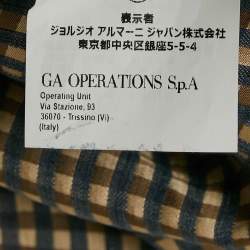 表示者
ジョルジオ アルマーニ ジャパン株式会社
東京都中央区銀座5-5-4
GA OPERATIONS S.p.A
Operating Unit
Via Stazione, 93
36070 - Trissino (Vi)
(Italy)